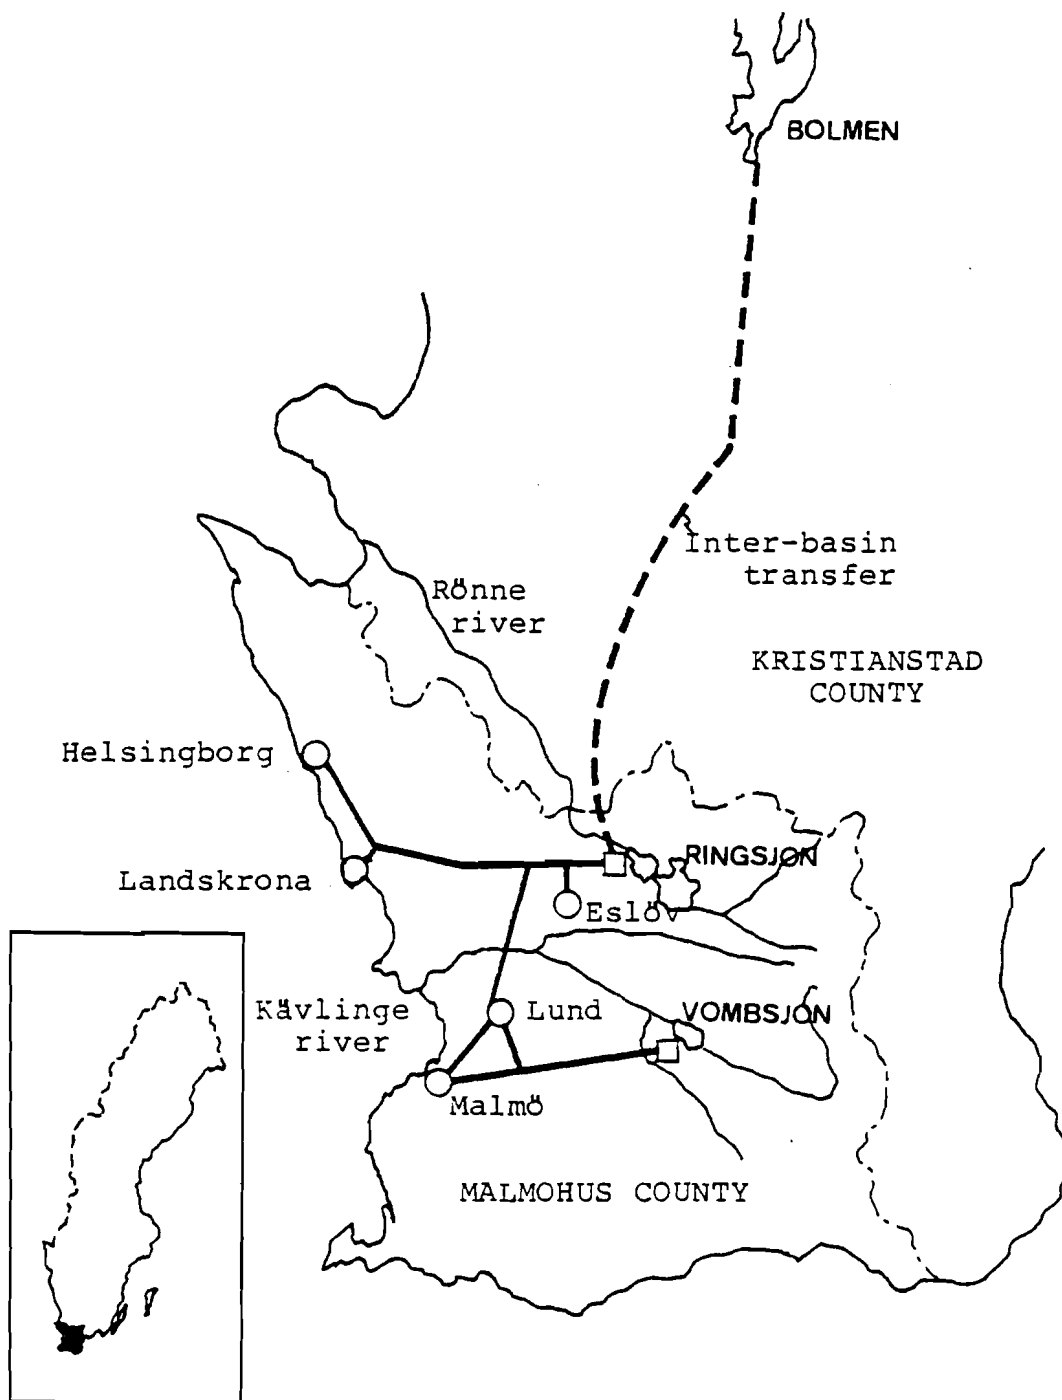 BOLMEN
Inter-basin
transfer
Rönne
river
KRISTIANSTAD
COUNTY
Helsingborg
RINGSJÖN
Landskrona
Eslöv
Kävlinge
river
Lund
VOMBSJÖN
Malmö
MALMOHUS COUNTY